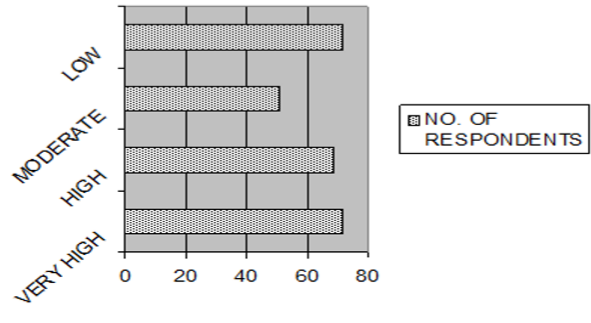 LOW
MODERATE
HIGH
VERY HIGH
0 20 40 60 80
NO. OF
RESPONDENTS